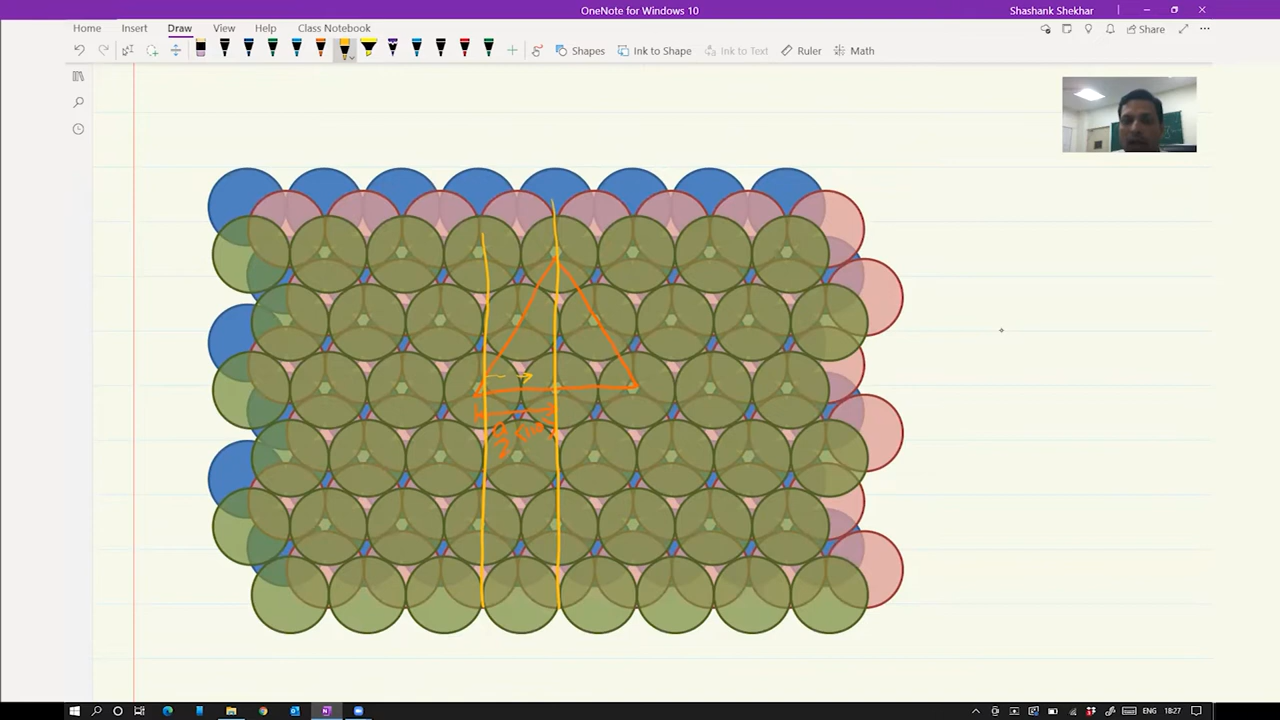 OneNote for Windows 10
Shashank Shekhar
Home Insert Draw View Help Class Notebook
Share
Shapes Ink to Shape Ink to Text Ruler Math
a
2
ENG 18:27